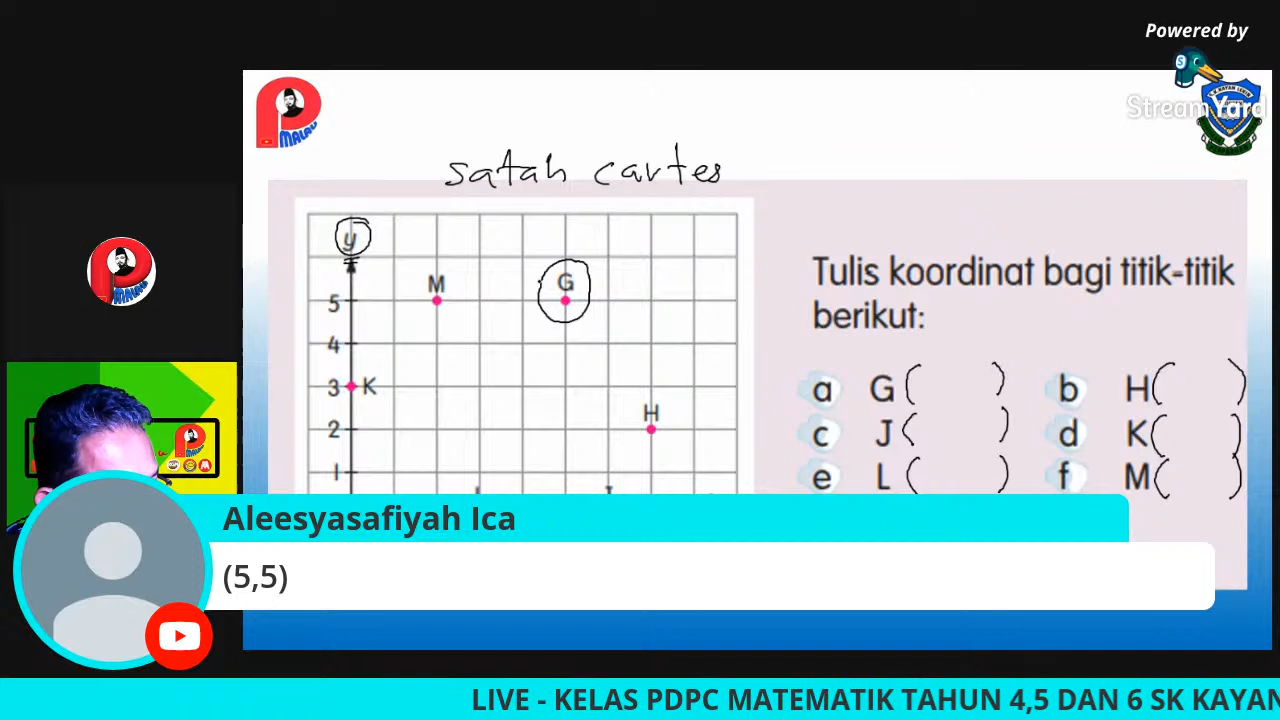 Powered by
StreamYard
MALAU
satah cartes
y
M
G
5
4
3 K
H
2
1
Tulis koordinat bagi titik-titik
berikut:
a G ( ) b H ( )
c J ( ) d K ( )
e L ( ) f M ( )
Aleesyasafiyah Ica
(5,5)
LIVE - KELAS PDPC MATEMATIK TAHUN 4,5 DAN 6 SK KAYAN